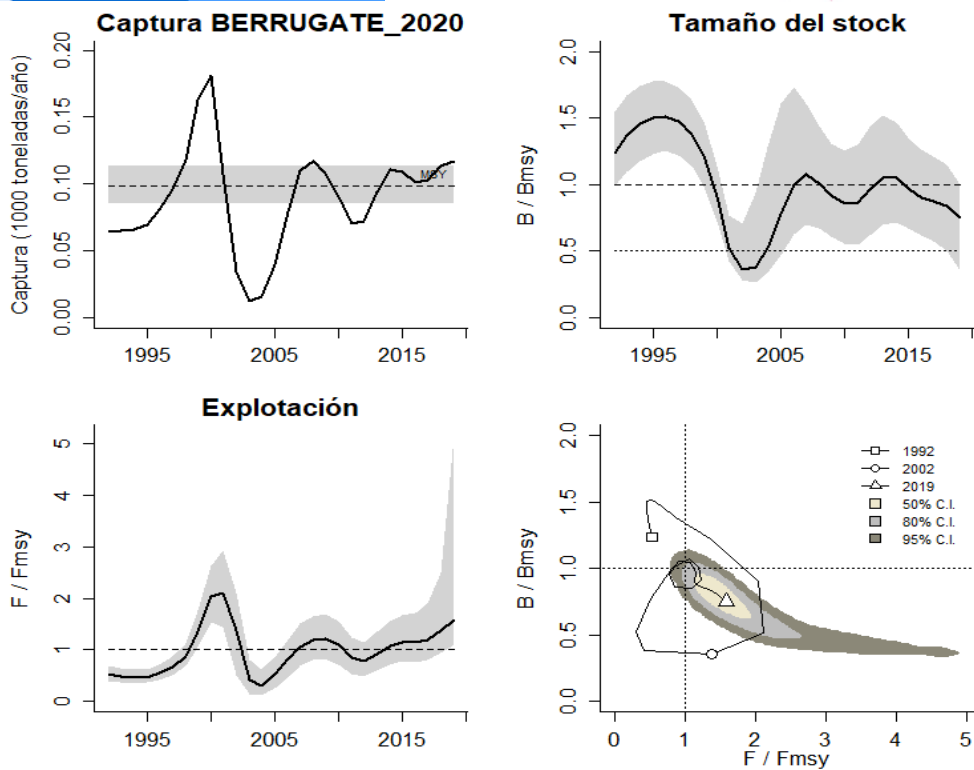 Captura BERRUGATE_2020
Captura (1000 toneladas/año)
0.00 0.05 0.10 0.15 0.20
MSY
1995 2005 2015
Tamaño del stock
B / Bmsy
0.0 0.5 1.0 1.5 2.0
1995 2005 2015
Explotación
F / Fmsy
0 1 2 3 4 5
1995 2005 2015
B / Bmsy
0.0 0.5 1.0 1.5 2.0
1992
2002
2019
50% C.I.
80% C.I.
95% C.I.
0 1 2 3 4 5
F / Fmsy